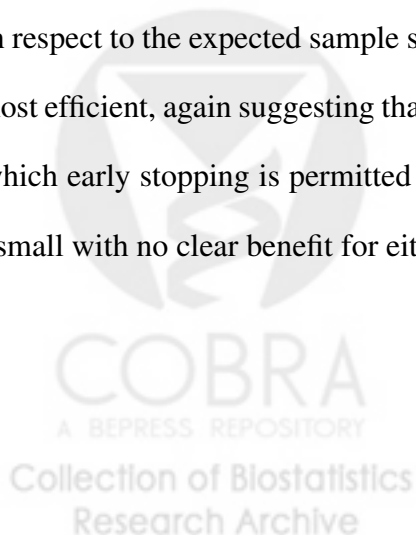 n respect to the expected sample s
ost efficient, again suggesting tha
which early stopping is permitted
small with no clear benefit for eit
COBRA
A BEPRESS REPOSITORY
Collection of Biostatistics
Research Archive